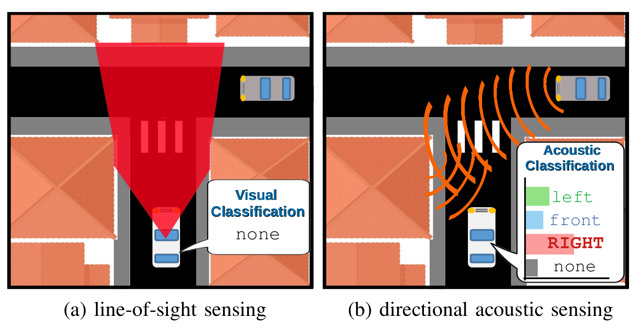 Visual
Classification
none
Acoustic
Classification
left
front
RIGHT
none
(a) line-of-sight sensing
(b) directional acoustic sensing